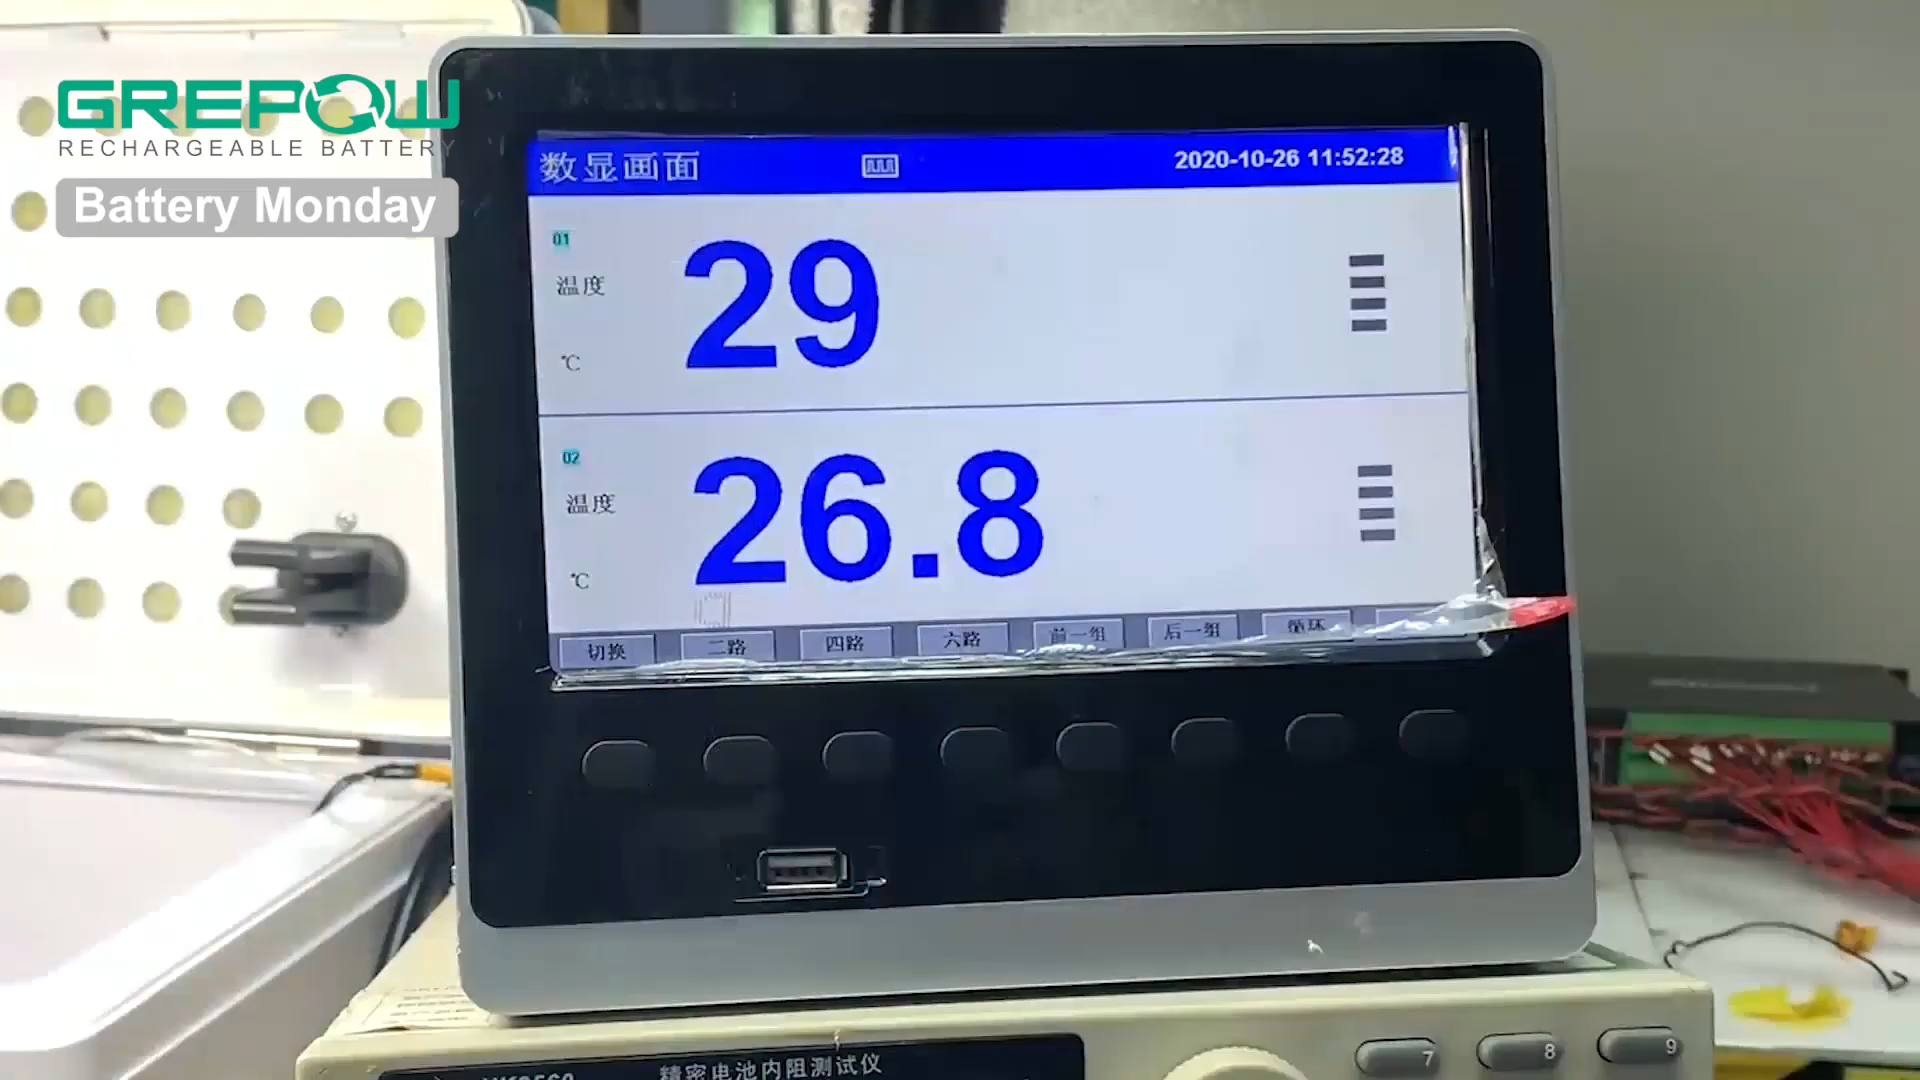 GREPOW
RECHARGEABLE BATTERY
Battery Monday
数显画面
2020-10-26 11:52:28
01
温度
℃
29
02
温度
℃
26.8
切换
二路
四路
六路
前一组
后一组
循环
精密电池内阻测试仪
7
8
9